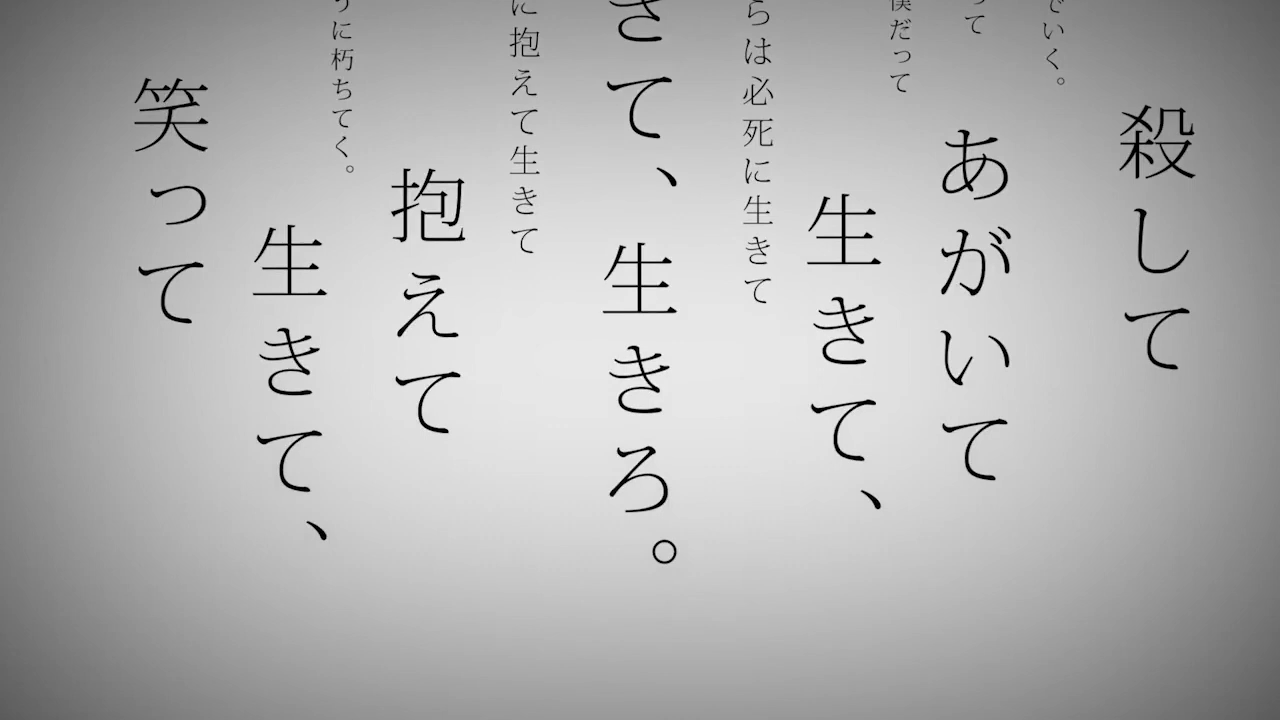 殺して
でいく。
って
あがいて
僕だって
生きて、
らは必死に生きて
きて、生きろ。
に抱えて生きて
抱えて
うに朽ちてく。
生きて、
笑って